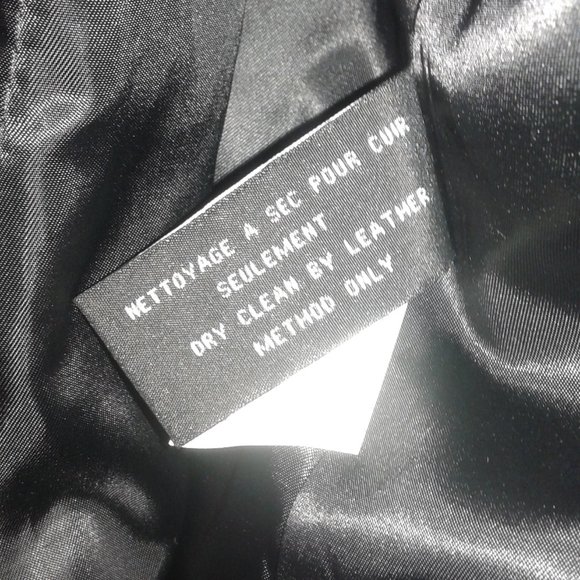 NETTOYAGE A SEC POUR CUIR
SEULEMENT
DRY CLEAN BY LEATHER
METHOD ONLY